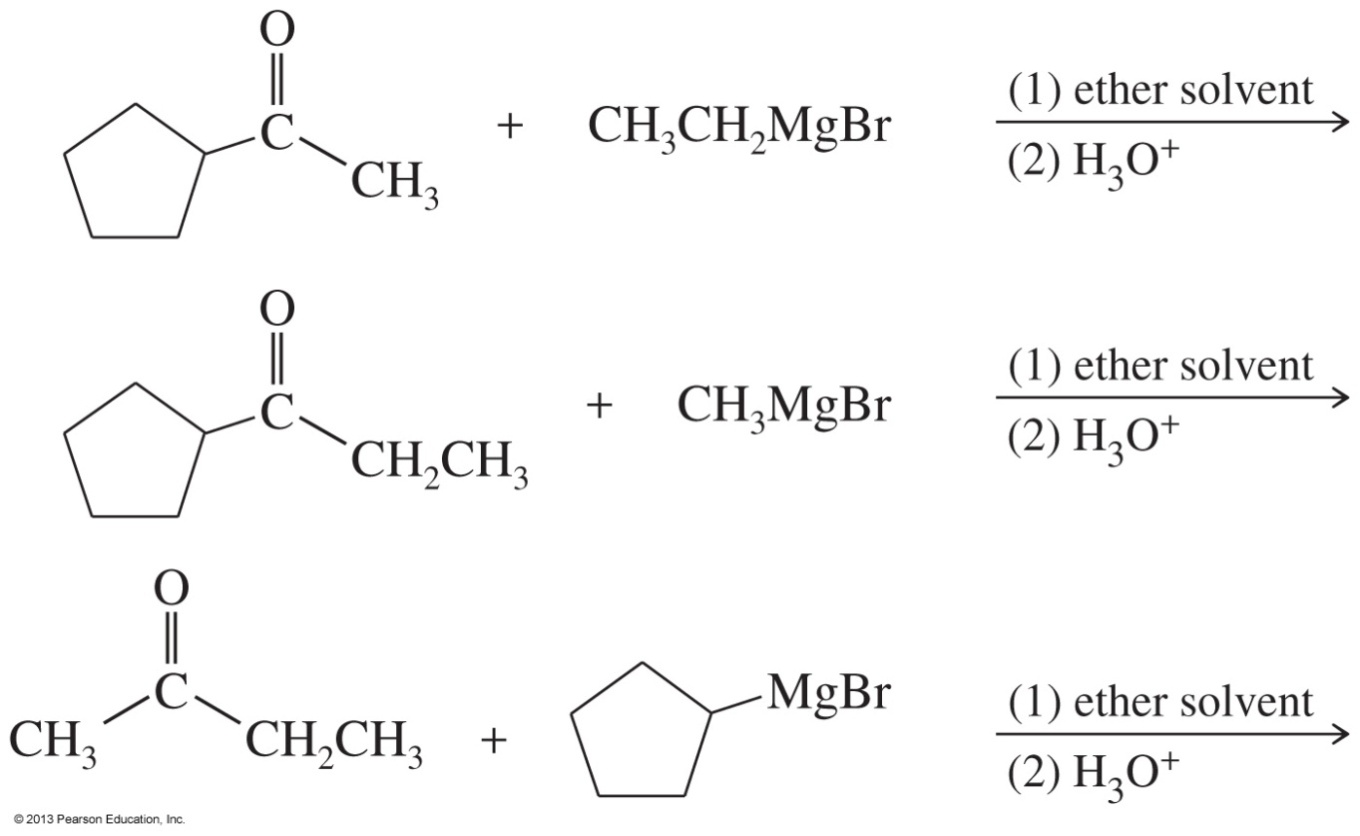 O
(1) ether solvent
C + CH₃CH₂MgBr
(2) H₃O⁺
CH₃
O
(1) ether solvent
C + CH₃MgBr
(2) H₃O⁺
CH₂CH₃
O
C MgBr (1) ether solvent
CH₃ CH₂CH₃ +
(2) H₃O⁺
© 2013 Pearson Education, Inc.